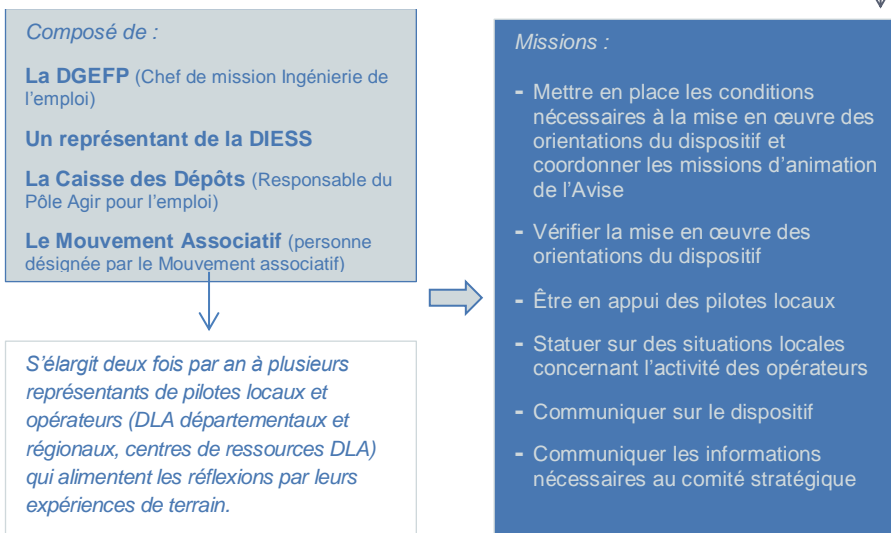 Composé de :
La DGEFP (Chef de mission Ingénierie de
l'emploi)
Un représentant de la DIESS
La Caisse des Dépôts (Responsable du
Pôle Agir pour l'emploi)
Le Mouvement Associatif (personne
désignée par le Mouvement associatif)
S'élargit deux fois par an à plusieurs
représentants de pilotes locaux et
opérateurs (DLA départementaux et
régionaux, centres de ressources DLA)
qui alimentent les réflexions par leurs
expériences de terrain.
Missions :
- Mettre en place les conditions
nécessaires à la mise en œuvre des
orientations du dispositif et
coordonner les missions d'animation
de l'Avise
- Vérifier la mise en œuvre des
orientations du dispositif
- Être en appui des pilotes locaux
- Statuer sur des situations locales
concernant l'activité des opérateurs
- Communiquer sur le dispositif
- Communiquer les informations
nécessaires au comité stratégique